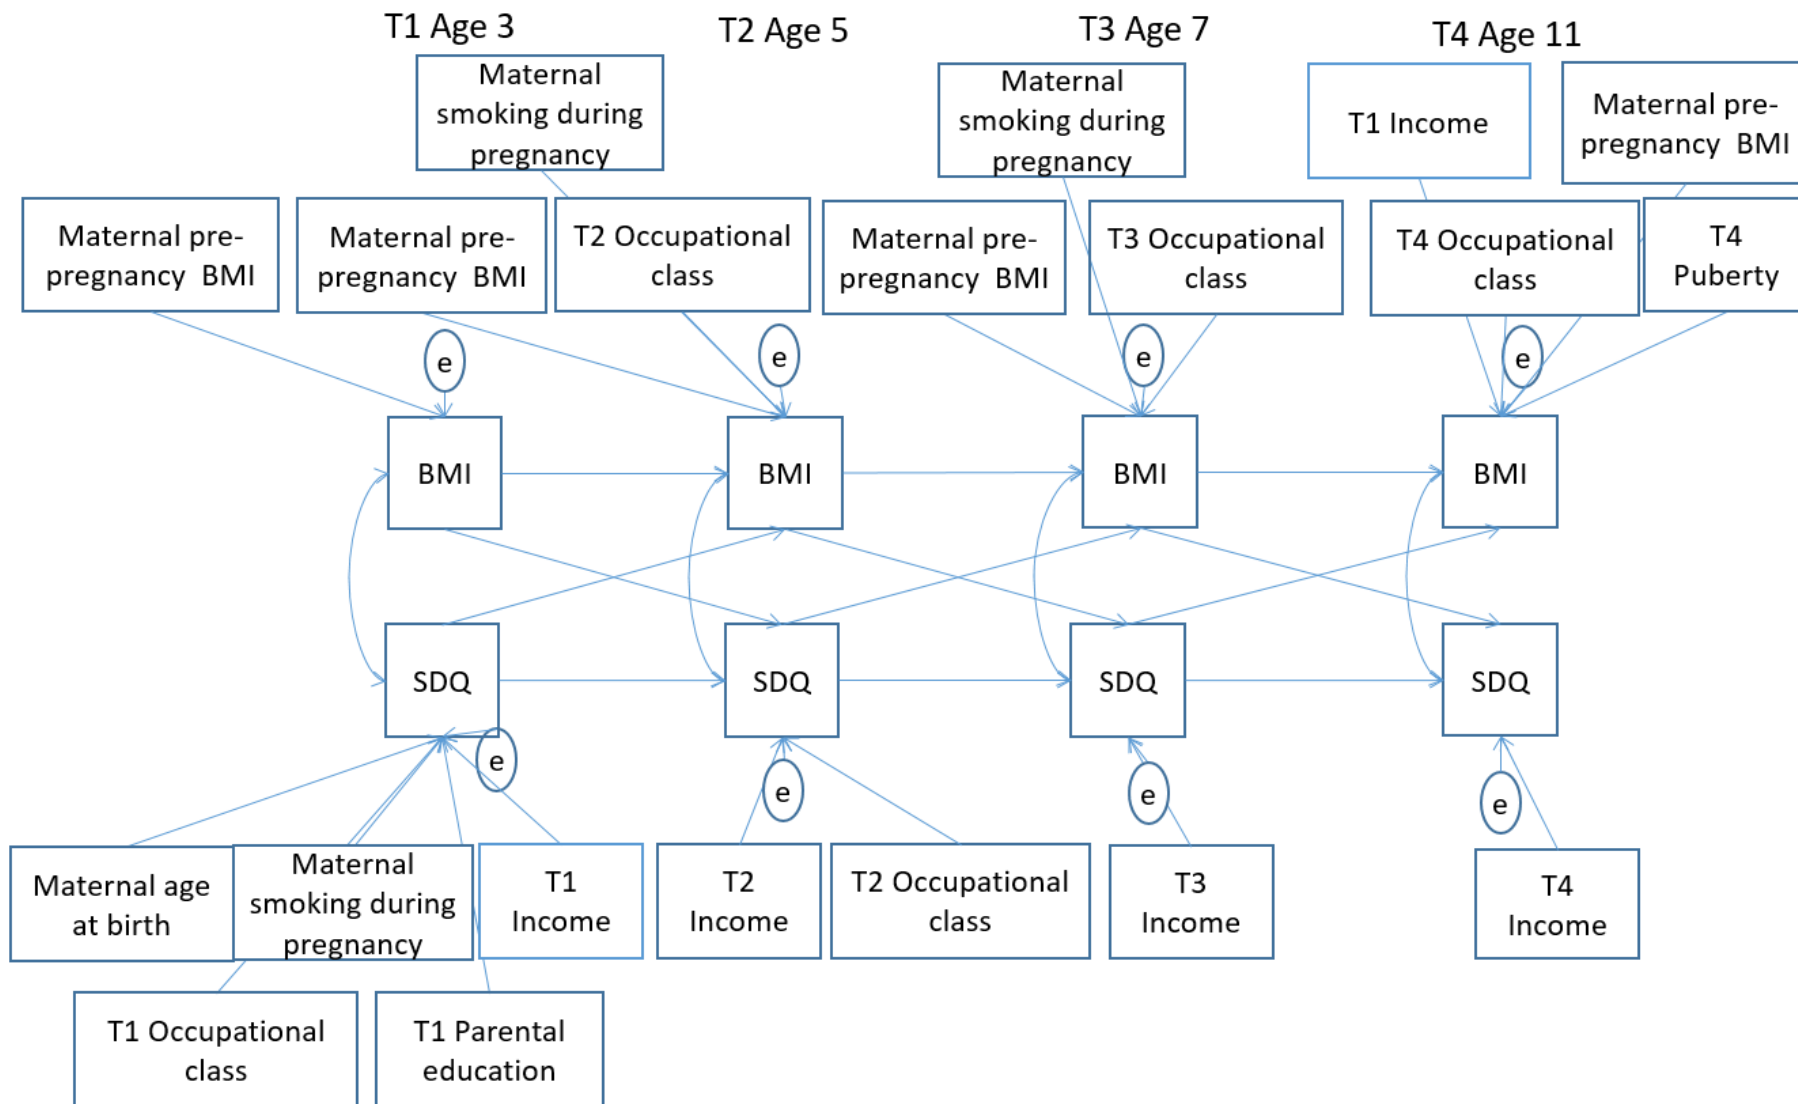 T1 Age 3
T2 Age 5
T3 Age 7
T4 Age 11
Maternal
smoking during
pregnancy
Maternal
smoking during
pregnancy
T1 Income
Maternal pre-
pregnancy BMI
Maternal pre-
pregnancy BMI
Maternal pre-
pregnancy BMI
T2 Occupational
class
Maternal pre-
pregnancy BMI
T3 Occupational
class
T4 Occupational
class
T4
Puberty
e
e
e
e
BMI
BMI
BMI
BMI
SDQ
SDQ
SDQ
SDQ
e
e
e
e
Maternal age
at birth
Maternal
smoking during
pregnancy
T1
Income
T2
Income
T2 Occupational
class
T3
Income
T4
Income
T1 Occupational
class
T1 Parental
education